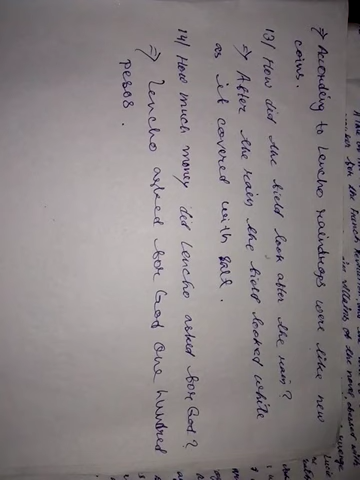 => According to Lencho raindrops were like new
coins.
13/ How did the field look after the rain?
=> After the rain the field looked white
as it covered with salt.
14/ How much money did Lencho asked for God?
=> Lencho asked for God one hundred
pesos.